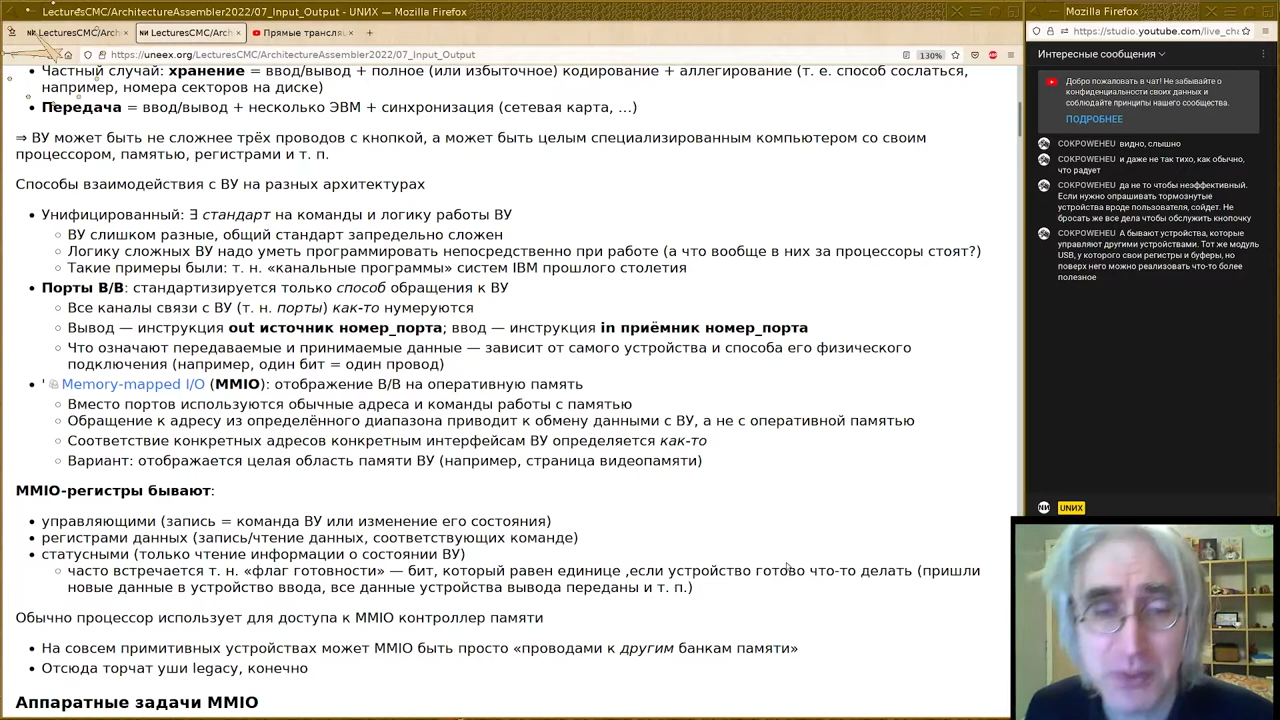 LecturesCMC/ArchitectureAssembler2022/07_Input_Output - UNИX — Mozilla Firefox
LecturesCMC/Archit
LecturesCMC/Archit
Прямые трансляц
https://uneex.org/LecturesCMC/ArchitectureAssembler2022/07_Input_Output
130%
Частный случай: хранение = ввод/вывод + полное (или избыточное) кодирование + аллегирование (т. е. способ сослаться,
например, номера секторов на диске)
Передача = ввод/вывод + несколько ЭВМ + синхронизация (сетевая карта, …)
⇒ ВУ может быть не сложнее трёх проводов с кнопкой, а может быть целым специализированным компьютером со своим
процессором, памятью, регистрами и т. п.
Способы взаимодействия с ВУ на разных архитектурах
Унифицированный: ∃ стандарт на команды и логику работы ВУ
ВУ слишком разные, общий стандарт запредельно сложен
Логику сложных ВУ надо уметь программировать непосредственно при работе (а что вообще в них за процессоры стоят?)
Такие примеры были: т. н. «канальные программы» систем IBM прошлого столетия
Порты В/В: стандартизируется только способ обращения к ВУ
Все каналы связи с ВУ (т. н. порты) как-то нумеруются
Вывод — инструкция out источник номер_порта; ввод — инструкция in приёмник номер_порта
Что означают передаваемые и принимаемые данные — зависит от самого устройства и способа его физического
подключения (например, один бит = один провод)
' Memory-mapped I/O (MMIO): отображение В/В на оперативную память
Вместо портов используются обычные адреса и команды работы с памятью
Обращение к адресу из определённого диапазона приводит к обмену данными с ВУ, а не с оперативной памятью
Соответствие конкретных адресов конкретным интерфейсам ВУ определяется как-то
Вариант: отображается целая область памяти ВУ (например, страница видеопамяти)
MMIO-регистры бывают:
управляющими (запись = команда ВУ или изменение его состояния)
регистрами данных (запись/чтение данных, соответствующих команде)
статусными (только чтение информации о состоянии ВУ)
часто встречается т. н. «флаг готовности» — бит, который равен единице ,если устройство готово что-то делать (пришли
новые данные в устройство ввода, все данные устройства вывода переданы и т. п.)
Обычно процессор использует для доступа к MMIO контроллер памяти
На совсем примитивных устройствах может MMIO быть просто «проводами к другим банкам памяти»
Отсюда торчат уши legacy, конечно
Аппаратные задачи MMIO
Mozilla Firefox
https://studio.youtube.com/live_cha
Интересные сообщения
Добро пожаловать в чат! Не забывайте о
конфиденциальности своих данных и
соблюдайте принципы нашего сообщества.
ПОДРОБНЕЕ
COKPOWEHEU видно, слышно
COKPOWEHEU и даже не так тихо, как обычно,
что радует
COKPOWEHEU да не то чтобы неэффективный.
Если нужно опрашивать тормознутые
устройства вроде пользователя, сойдет. Не
бросать же все дела чтобы обслужить кнопочку
COKPOWEHEU А бывают устройства, которые
управляют другими устройствами. Тот же модуль
USB, у которого свои регистры и буферы, но
поверх него можно реализовать что-то более
полезное
UNИX